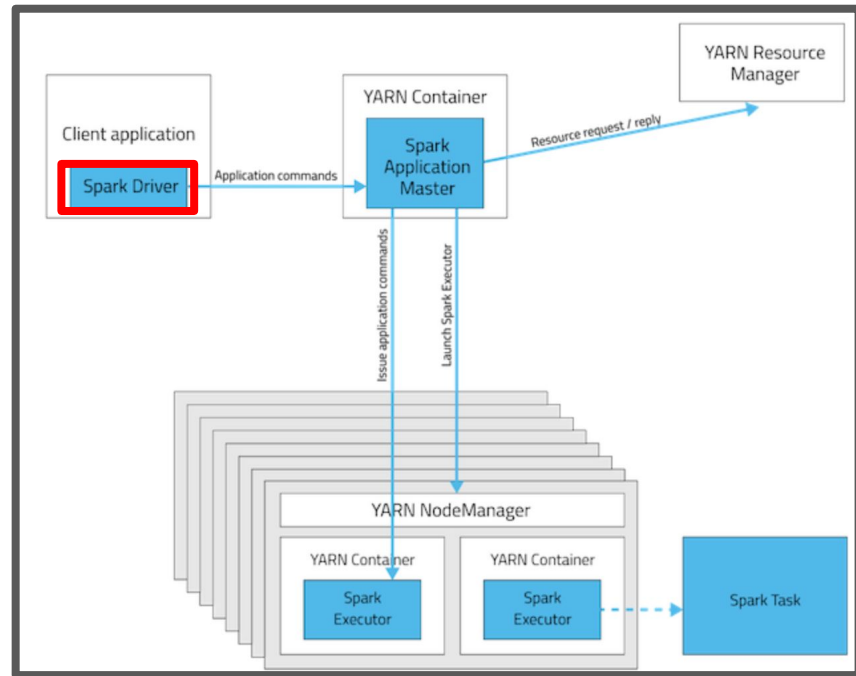 YARN Resource
Manager
YARN Container
Client application
Spark
Application
Master
Resource request / reply
Spark Driver
Application commands
Issue application commands
Launch Spark Executor
YARN NodeManager
YARN Container
YARN Container
Spark
Executor
Spark
Executor
Spark Task